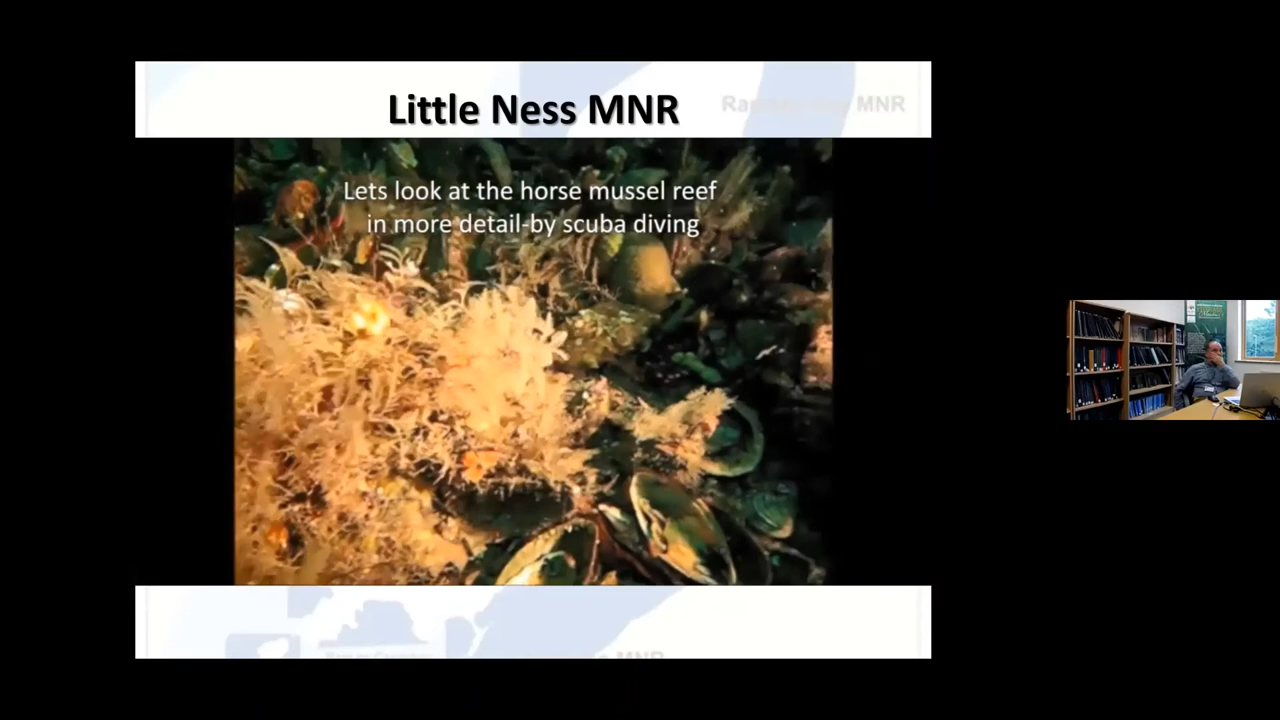 Little Ness MNR
Lets look at the horse mussel reef
in more detail-by scuba diving